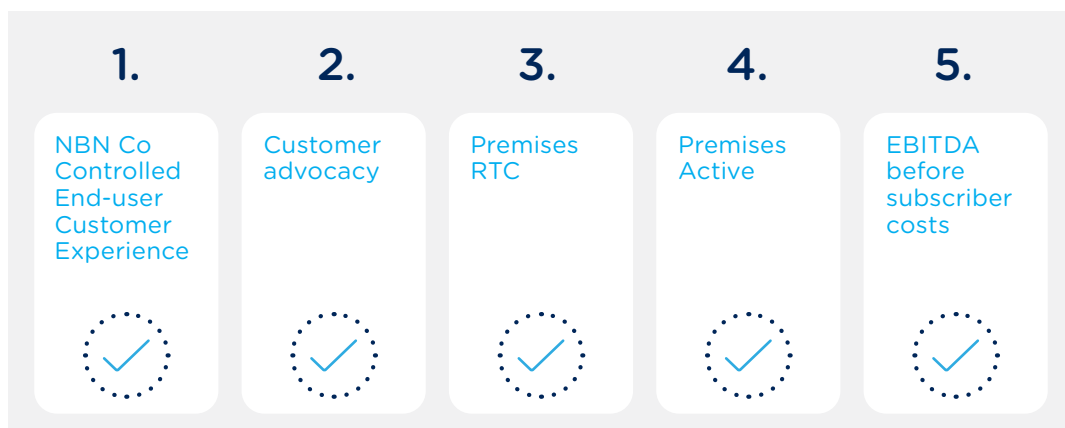 1.
NBN Co
Controlled
End-user
Customer
Experience
2.
Customer
advocacy
3.
Premises
RTC
4.
Premises
Active
5.
EBITDA
before
subscriber
costs